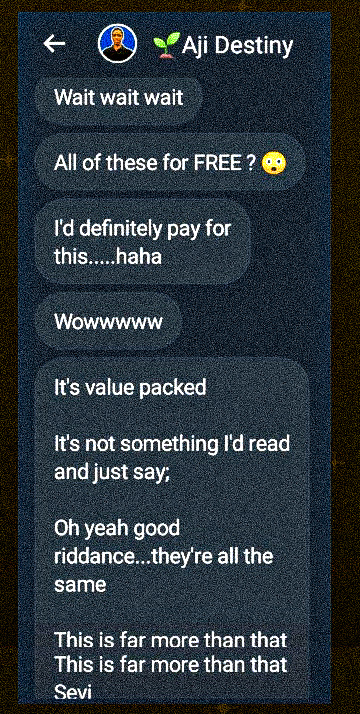 🌱Aji Destiny
Wait wait wait
All of these for FREE ? 😳
I'd definitely pay for
this.....haha
Wowwwww
It's value packed
It's not something I'd read
and just say;
Oh yeah good
riddance...they're all the
same
This is far more than that
This is far more than that
Seyi